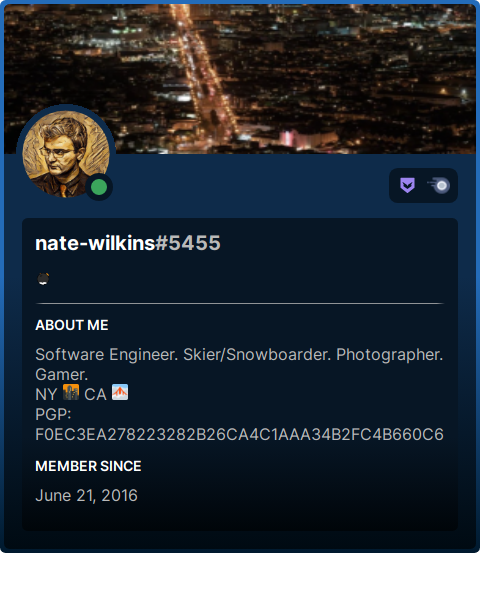 nate-wilkins#5455
ABOUT ME
Software Engineer. Skier/Snowboarder. Photographer.
Gamer.
NY 🌆 CA 🌁
PGP:
F0EC3EA278223282B26CA4C1AAA34B2FC4B660C6
MEMBER SINCE
June 21, 2016